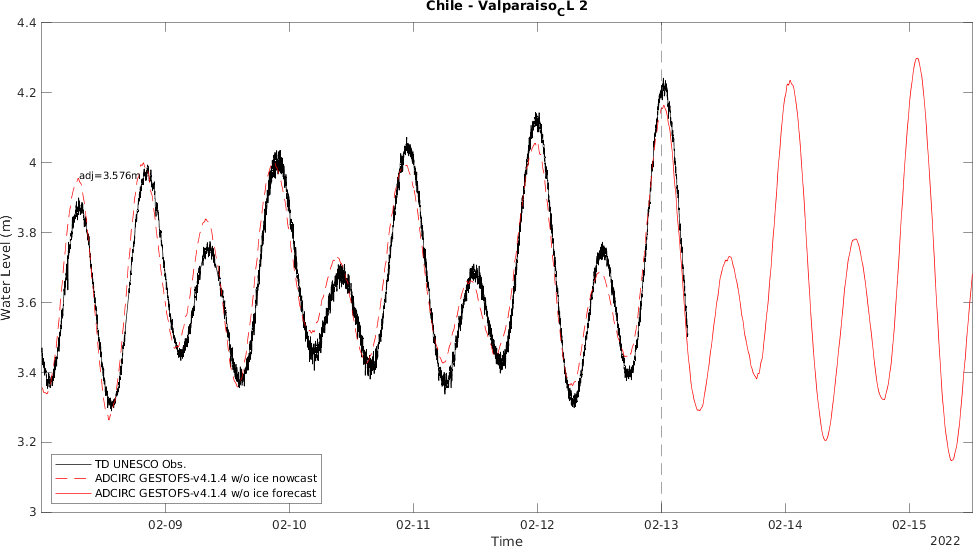 Chile - ValparaisoCL 2
4.4
4.2
4
3.8
3.6
3.4
3.2
3
Water Level (m)
adj=3.576m
TD UNESCO Obs.
ADCIRC GESTOFS-v4.1.4 w/o ice nowcast
ADCIRC GESTOFS-v4.1.4 w/o ice forecast
02-09 02-10 02-11 02-12 02-13 02-14 02-15
Time
2022